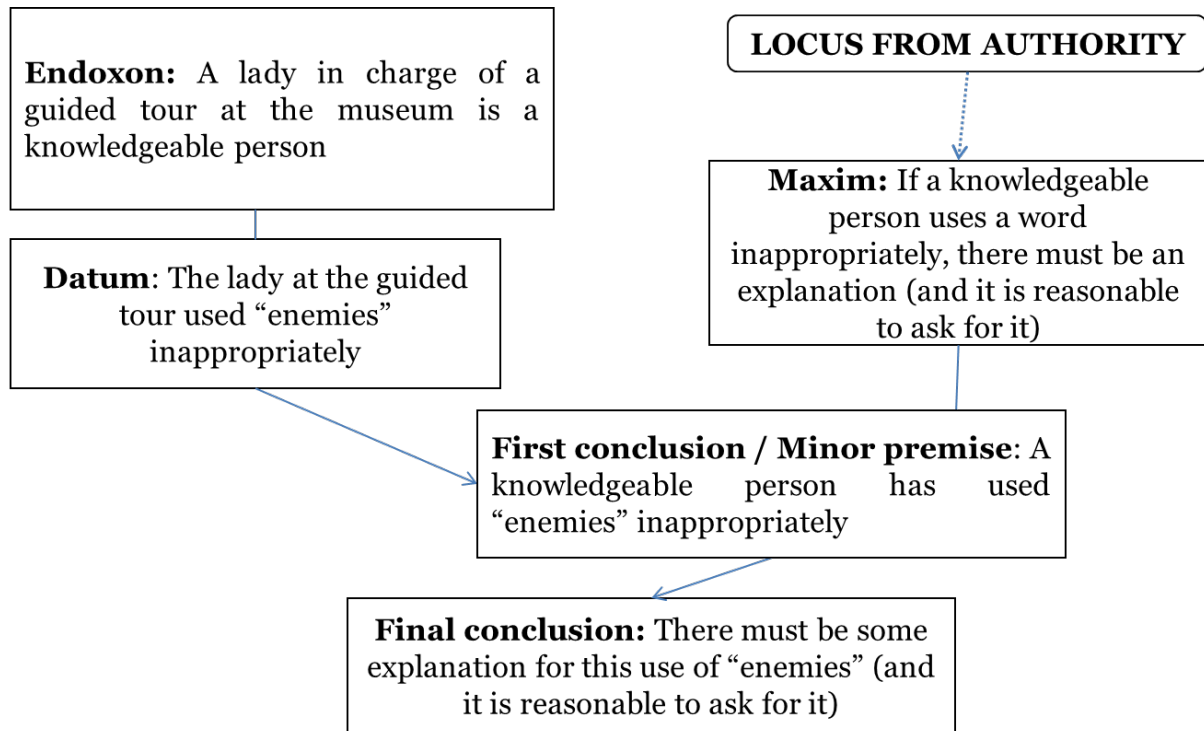 Endoxon: A lady in charge of a
guided tour at the museum is a
knowledgeable person
LOCUS FROM AUTHORITY
Maxim: If a knowledgeable
person uses a word
inappropriately, there must be an
explanation (and it is reasonable
to ask for it)
Datum: The lady at the guided
tour used “enemies”
inappropriately
First conclusion / Minor premise: A
knowledgeable person has used
“enemies” inappropriately
Final conclusion: There must be some
explanation for this use of “enemies” (and
it is reasonable to ask for it)